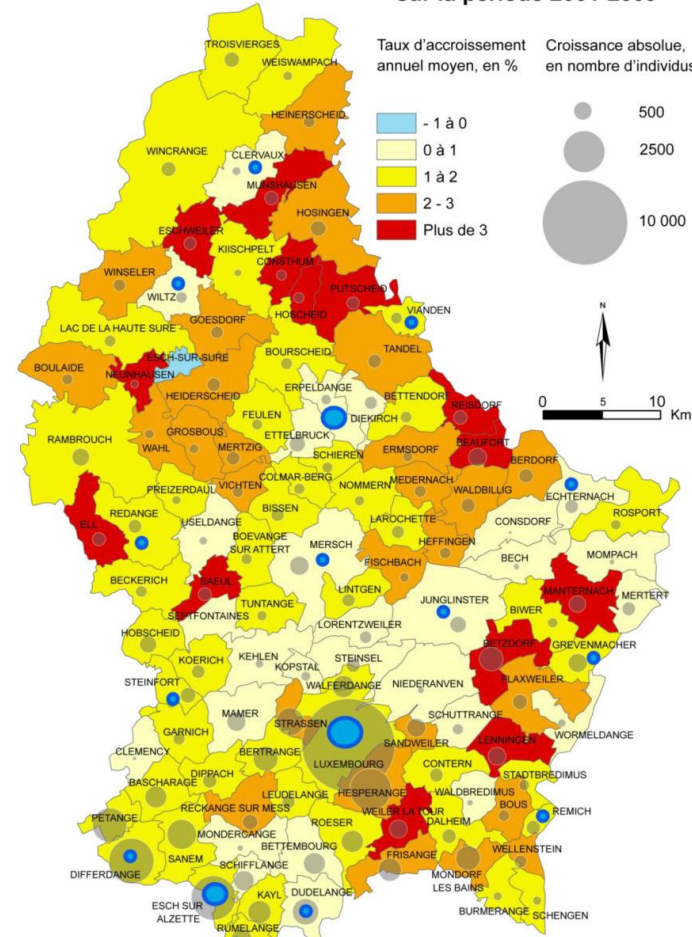 Taux d'accroissement
annuel moyen, en %
- 1 à 0
0 à 1
1 à 2
2 - 3
Plus de 3
Croissance absolue,
en nombre d'individus
500
2500
10 000
N
0 5 10
Km
TROISVIERGES
WEISWAMPACH
HEINERSCHEID
WINCRANGE
CLERVAUX
MUNSHAUSEN
HOSINGEN
ESCHWEILER
KIISCHPELT
CONSTHUM
WINSELER
PUTSCHEID
WILTZ
HOSCHEID
VIANDEN
LAC DE LA HAUTE SURE
GOESDORF
TANDEL
BOURSCHEID
ESCH-SUR-SURE
BOULAIDE
NEUNHAUSEN
ERPELDANGE
HEIDERSCHEID
BETTENDORF
REISDORF
FEULEN
DIEKIRCH
GROSBOUS
ETTELBRUCK
RAMBROUCH
WAHL
MERTZIG
SCHIEREN
ERMSDORF
BEAUFORT
BERDORF
COLMAR-BERG
NOMMERN
MEDERNACH
PREIZERDAUL
VICHTEN
WALDBILLIG
ECHTERNACH
BISSEN
ROSPORT
ELL
REDANGE
USELDANGE
LAROCHETTE
CONSDORF
BOEVANGE
SUR ATTERT
MERSCH
HEFFINGEN
BECH
MOMPACH
FISCHBACH
BECKERICH
SAEUL
LINTGEN
MANTERNACH
MERTERT
TUNTANGE
JUNGLINSTER
BIWER
SEPTFONTAINES
LORENTZWEILER
HOBSCHEID
BETZDORF
GREVENMACHER
KOERICH
KEHLEN
KOPSTAL
STEINSEL
STEINFORT
WALFERDANGE
NIEDERANVEN
FLAXWEILER
MAMER
STRASSEN
SCHUTTRANGE
GARNICH
WORMELDANGE
SANDWEILER
LENNINGEN
CLEMENCY
BERTRANGE
LUXEMBOURG
CONTERN
STADTBREDIMUS
DIPPACH
BASCHARAGE
HESPERANGE
WALDBREDIMUS
LEUDELANGE
BOUS
RECKANGE SUR MESS
WEILER LA TOUR
REMICH
PETANGE
ROESER
DALHEIM
MONDERCANGE
BETTEMBOURG
WELLENSTEIN
SANEM
FRISANGE
SCHIFFLANGE
MONDORF
LES BAINS
DIFFERDANGE
ESCH SUR
ALZETTE
KAYL
DUDELANGE
BURMERANGE
SCHENGEN
RUMELANGE